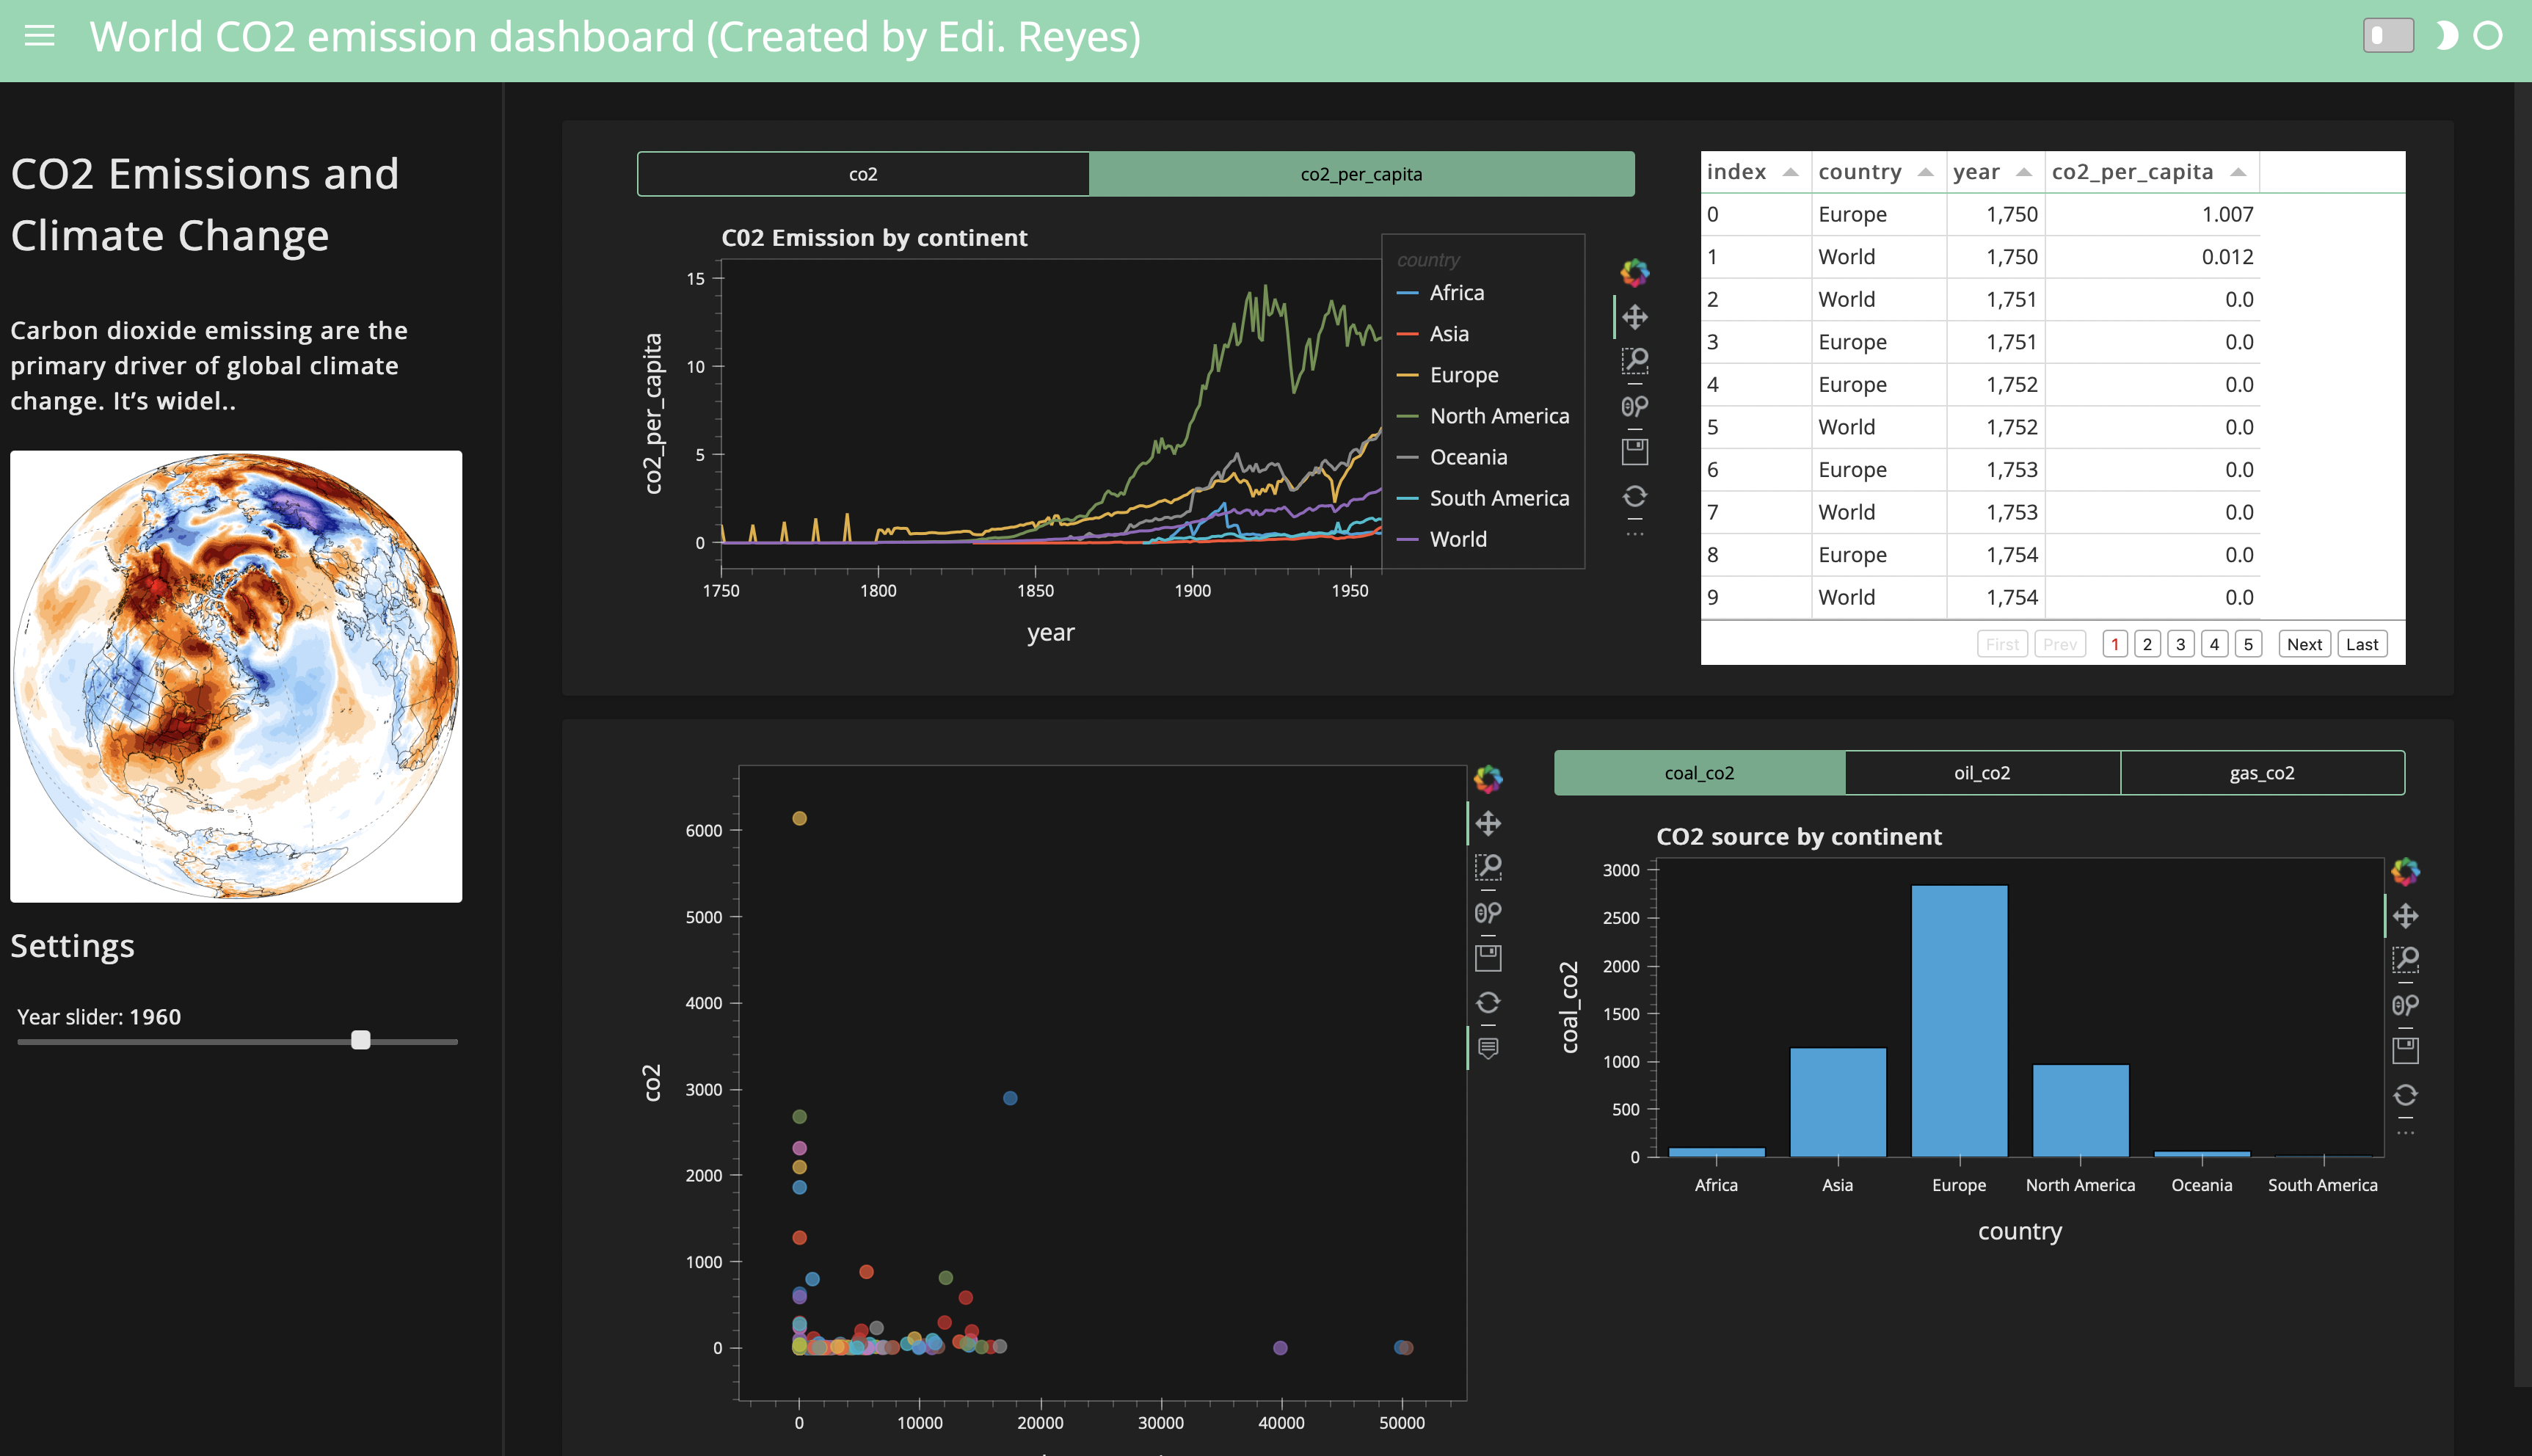 World CO2 emission dashboard (Created by Edi. Reyes)
CO2 Emissions and
Climate Change
Carbon dioxide emissing are the
primary driver of global climate
change. It’s widel..
Settings
Year slider: 1960
co2 co2_per_capita
C02 Emission by continent
co2_per_capita
15
10
5
0
1750 1800 1850 1900 1950
year
country
Africa
Asia
Europe
North America
Oceania
South America
World
index country year co2_per_capita
0 Europe 1,750 1.007
1 World 1,750 0.012
2 World 1,751 0.0
3 Europe 1,751 0.0
4 Europe 1,752 0.0
5 World 1,752 0.0
6 Europe 1,753 0.0
7 World 1,753 0.0
8 Europe 1,754 0.0
9 World 1,754 0.0
First Prev 1 2 3 4 5 Next Last
co2
6000
5000
4000
3000
2000
1000
0
0 10000 20000 30000 40000 50000
coal_co2 oil_co2 gas_co2
CO2 source by continent
coal_co2
3000
2500
2000
1500
1000
500
0
Africa Asia Europe North America Oceania South America
country